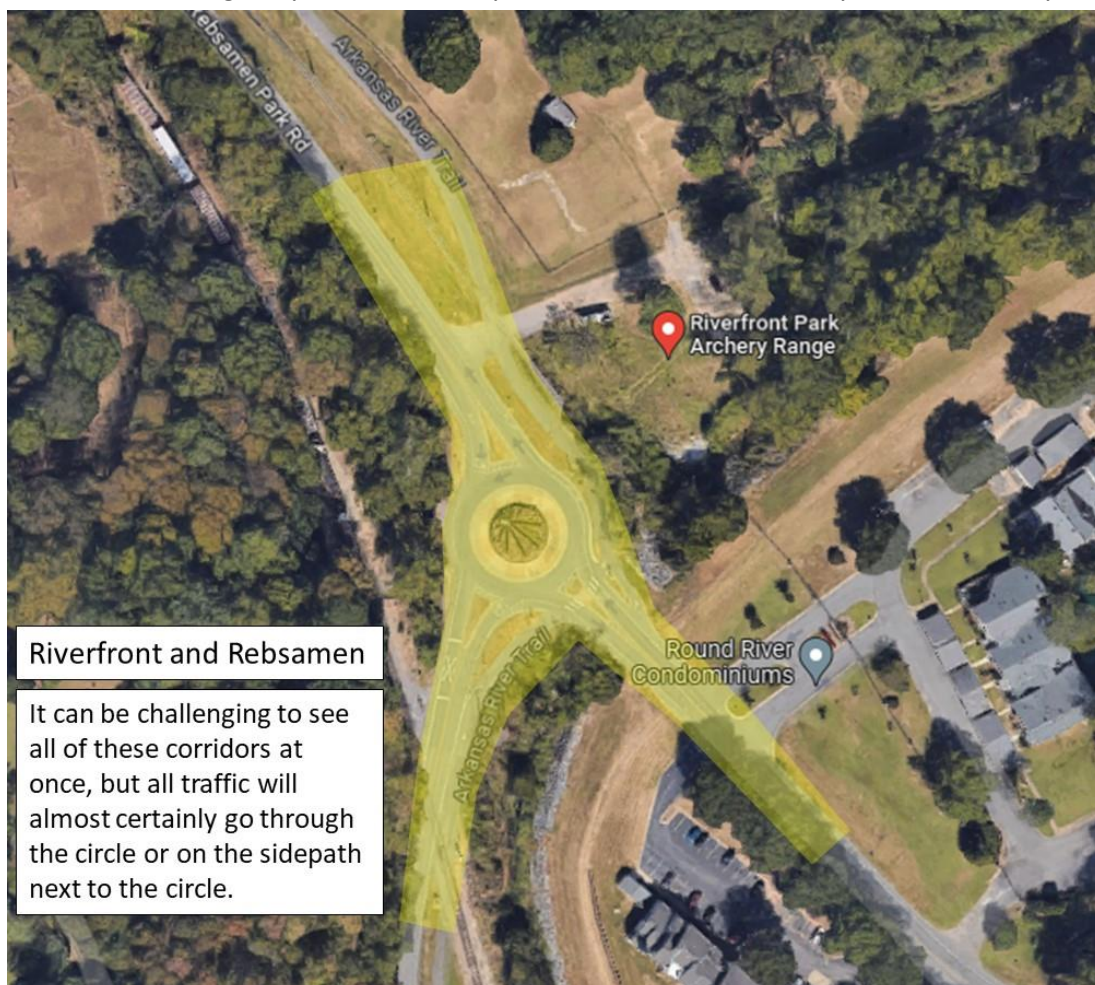 Rebsamen Park Rd
Arkansas River Trail
Riverfront Park
Archery Range
Round River
Condominiums
Arkansas River Trail
Riverfront and Rebsamen
It can be challenging to see
all of these corridors at
once, but all traffic will
almost certainly go through
the circle or on the sidepath
next to the circle.